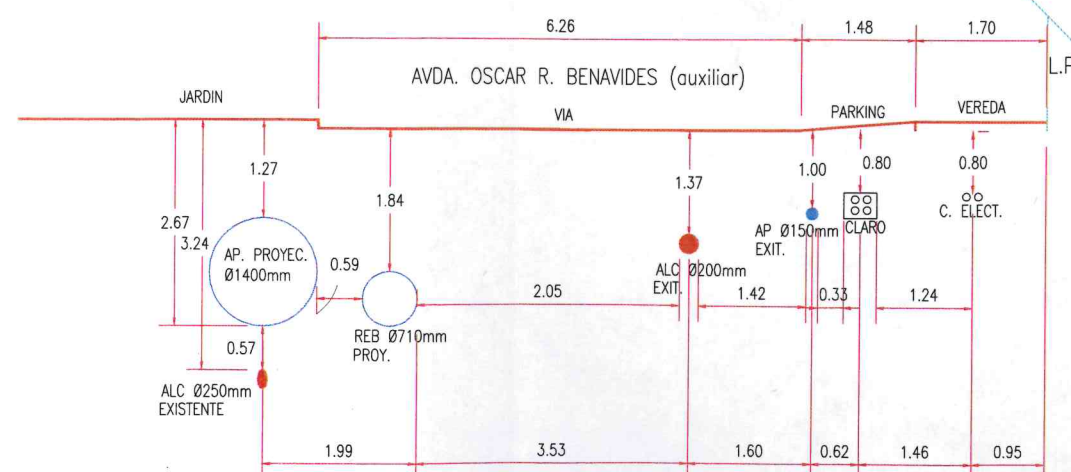 6.26
1.48
1.70
AVDA. OSCAR R. BENAVIDES (auxiliar)
L.P
JARDIN
VIA
PARKING
VEREDA
1.27
1.84
1.37
1.00
0.80
0.80
2.67
3.24
AP. PROYEC.
Ø1400mm
0.59
REB Ø710mm
PROY.
2.05
ALC Ø200mm
EXIT.
1.42
AP Ø150mm
EXIT.
CLARO
C. ELECT.
0.33
1.24
0.57
ALC Ø250mm
EXISTENTE
1.99
3.53
1.60
0.62
1.46
0.95